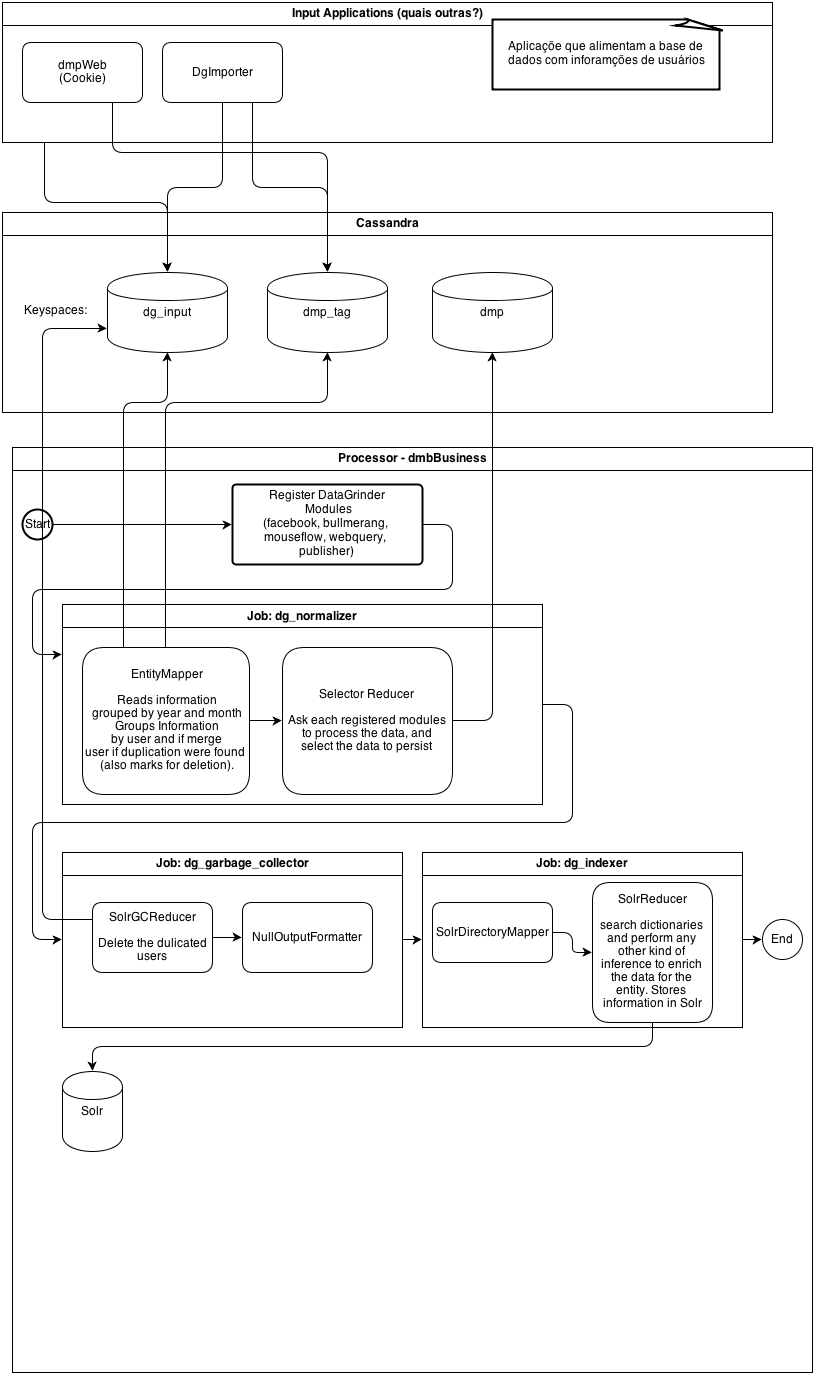 Input Applications (quais outras?)
Aplicaçõe que alimentam a base de
dados com inforamções de usuários
dmpWeb
(Cookie)
DgImporter
Cassandra
Keyspaces:
dg_input
dmp_tag
dmp
Processor - dmbBusiness
Start
Register DataGrinder
Modules
(facebook, bullmerang,
mouseflow, webquery,
publisher)
Job: dg_normalizer
EntityMapper
Reads information
grouped by year and month
Groups Information
by user and if merge
user if duplication were found
(also marks for deletion).
Selector Reducer
Ask each registered modules
to process the data, and
select the data to persist
Job: dg_garbage_collector
SolrGCReducer
Delete the dulicated
users
NullOutputFormatter
Job: dg_indexer
SolrDirectoryMapper
SolrReducer
search dictionaries
and perform any
other kind of
inference to enrich
the data for the
entity. Stores
information in Solr
End
Solr